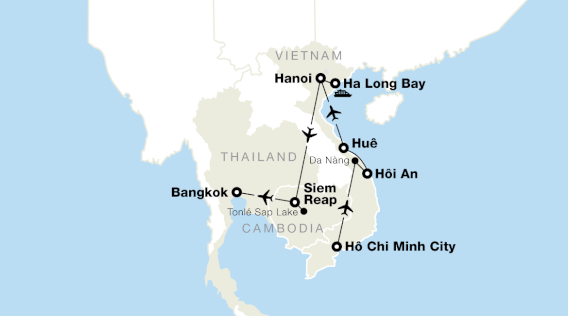 VIETNAM
Hanoi
Ha Long Bay
Huê
Da Nàng
THAILAND
Hôi An
Bangkok
Siem
Reap
Tonlé Sap Lake
CAMBODIA
Hô Chi Minh City